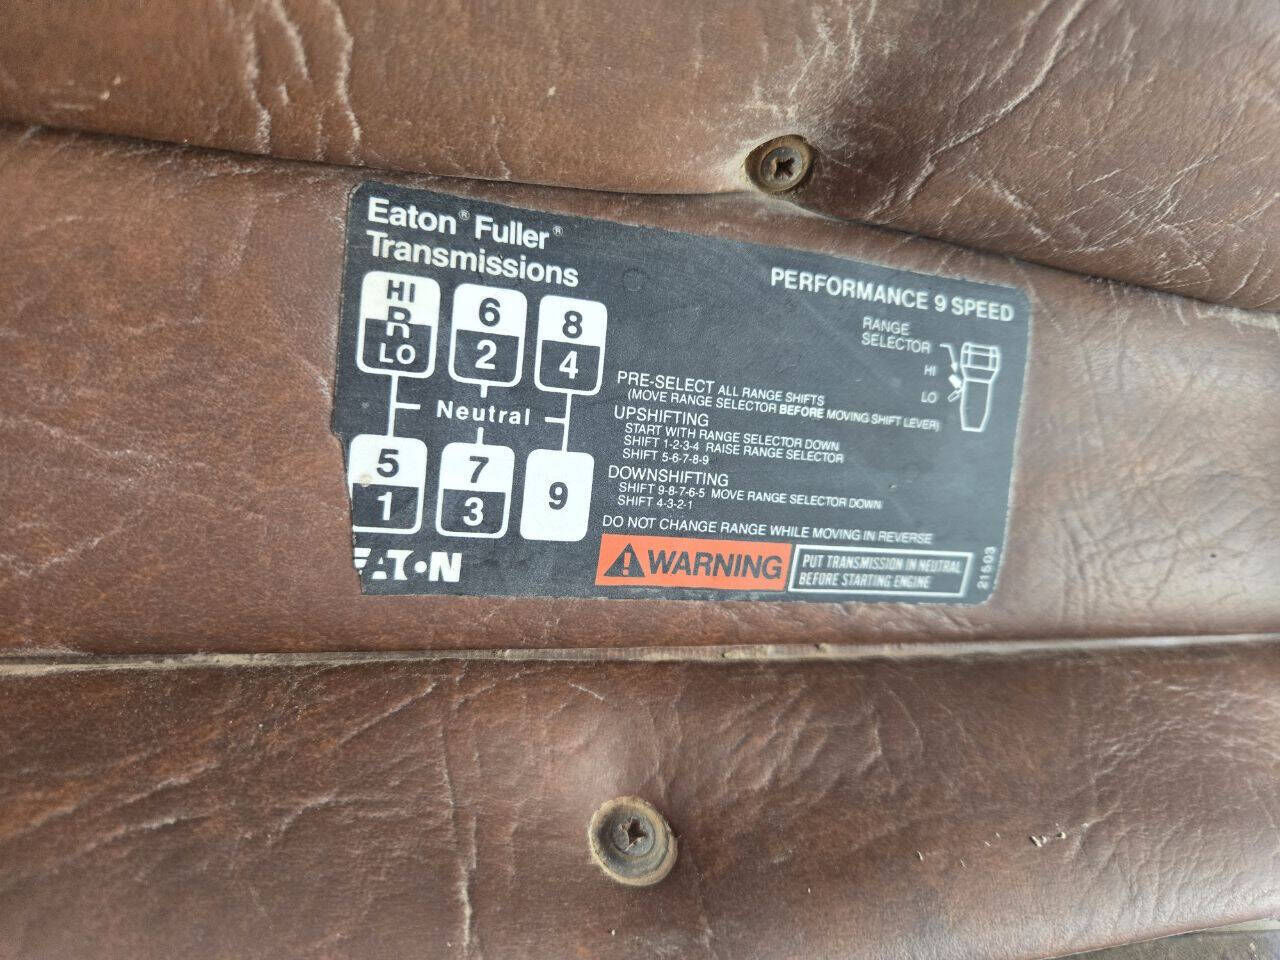 Eaton® Fuller®
Transmissions
PERFORMANCE 9 SPEED
HI
R
LO
6
2
8
4
Neutral
5
1
7
3
9
RANGE
SELECTOR
HI
LO
PRE-SELECT ALL RANGE SHIFTS
(MOVE RANGE SELECTOR BEFORE MOVING SHIFT LEVER)
UPSHIFTING
START WITH RANGE SELECTOR DOWN
SHIFT 1-2-3-4 RAISE RANGE SELECTOR
SHIFT 5-6-7-8-9
DOWNSHIFTING
SHIFT 9-8-7-6-5 MOVE RANGE SELECTOR DOWN
SHIFT 4-3-2-1
DO NOT CHANGE RANGE WHILE MOVING IN REVERSE
WARNING
PUT TRANSMISSION IN NEUTRAL
BEFORE STARTING ENGINE
21503
EATON